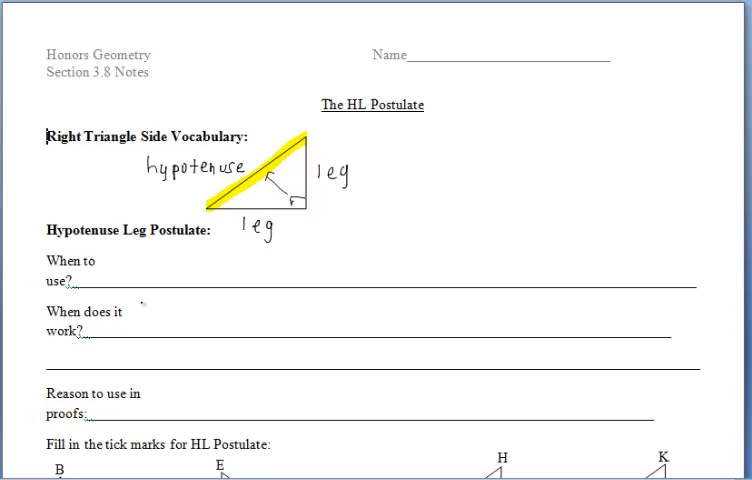 Honors Geometry Name____________________________
Section 3.8 Notes
The HL Postulate
Right Triangle Side Vocabulary:
hypotenuse
leg
leg
Hypotenuse Leg Postulate:
When to
use?
When does it
work?
Reason to use in
proofs:
Fill in the tick marks for HL Postulate:
B E H K